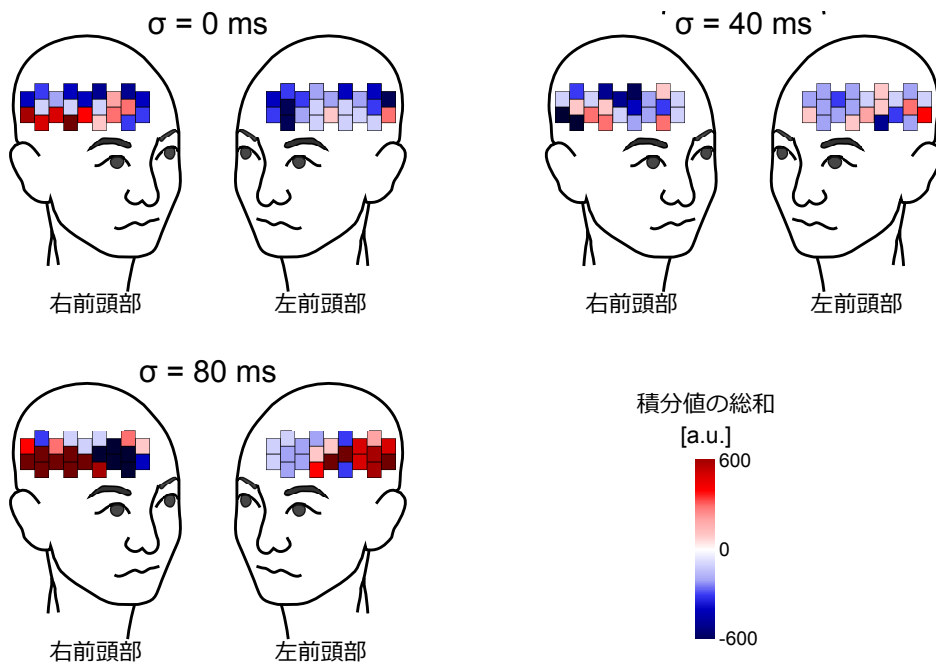 σ = 0 ms
σ = 40 ms
右前頭部
左前頭部
右前頭部
左前頭部
σ = 80 ms
積分値の総和
[a.u.]
600
0
-600
右前頭部
左前頭部